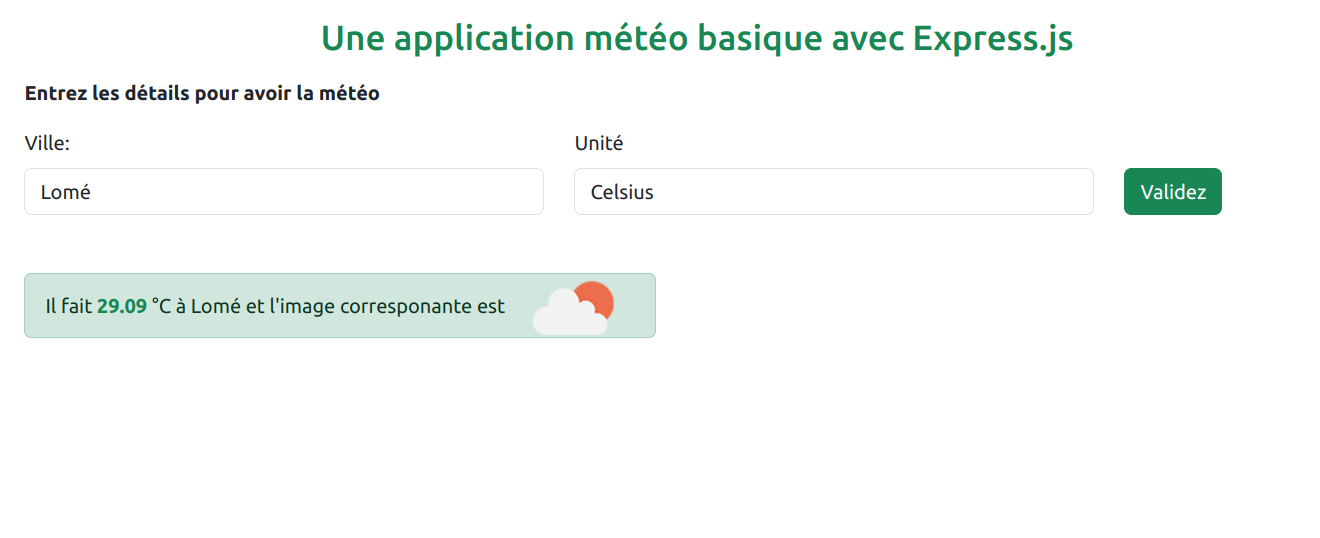 Une application météo basique avec Express.js
Entrez les détails pour avoir la météo
Ville:
Unité
Lomé
Celsius
Validez
Il fait 29.09 °C à Lomé et l'image corresponante est